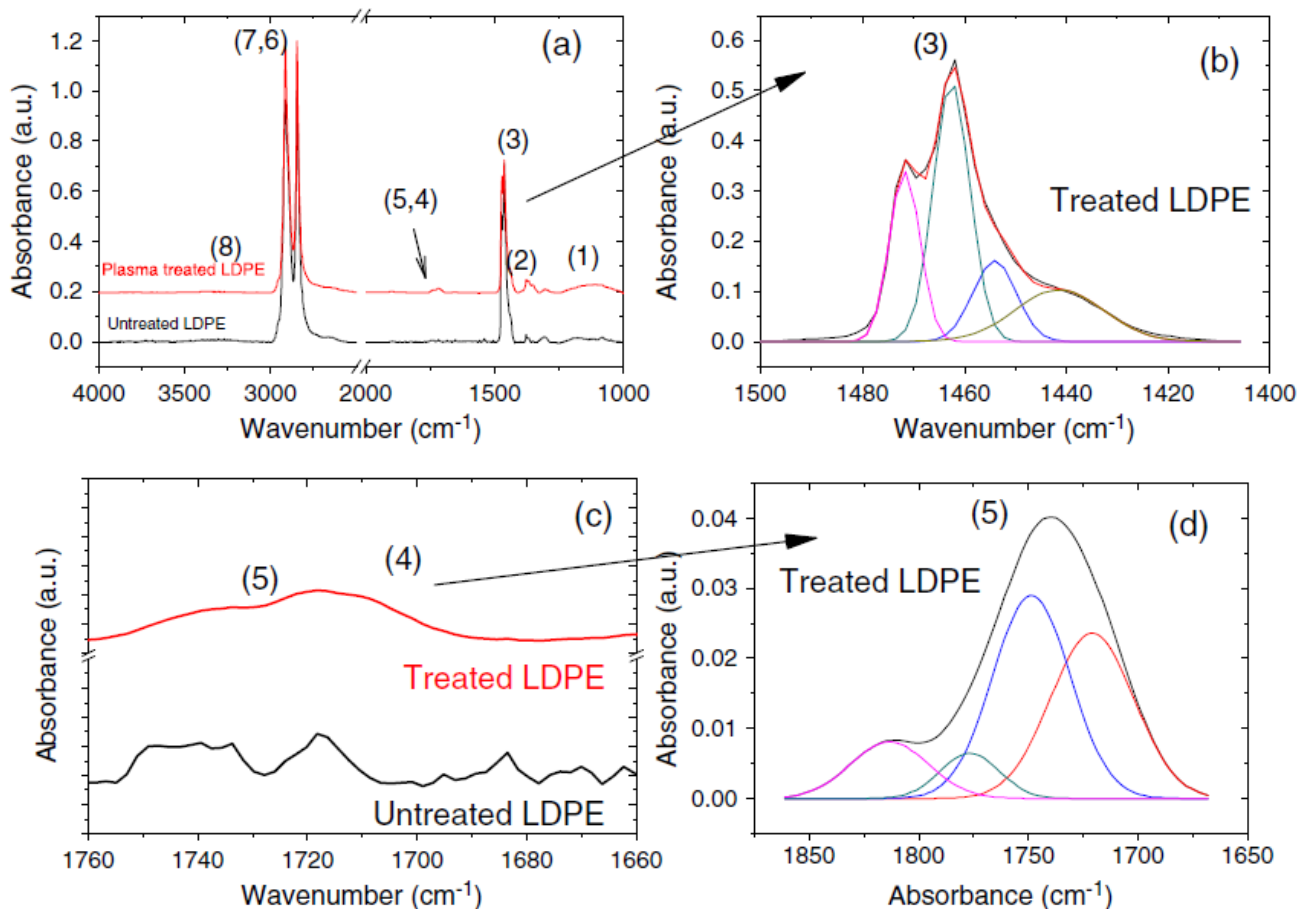 (a)
(7,6)
(3)
(5,4)
(8)
(2)
(1)
Plasma treated LDPE
Untreated LDPE
1.2
1.0
0.8
0.6
0.4
0.2
0.0
Absorbance (a.u.)
4000 3000 2000 1500 1000
Wavenumber (cm-1)
(3)
(b)
Treated LDPE
0.6
0.5
0.4
0.3
0.2
0.1
0.0
Absorbance (a.u.)
1500 1480 1460 1440 1420 1400
Wavenumber (cm-1)
(c)
(4)
(5)
Treated LDPE
Untreated LDPE
Absorbance (a.u.)
1760 1740 1720 1700 1680 1660
Wavenumber (cm-1)
(5)
(d)
Treated LDPE
0.04
0.03
0.02
0.01
0.00
Absorbance (a.u.)
1850 1800 1750 1700 1650
Absorbance (cm-1)